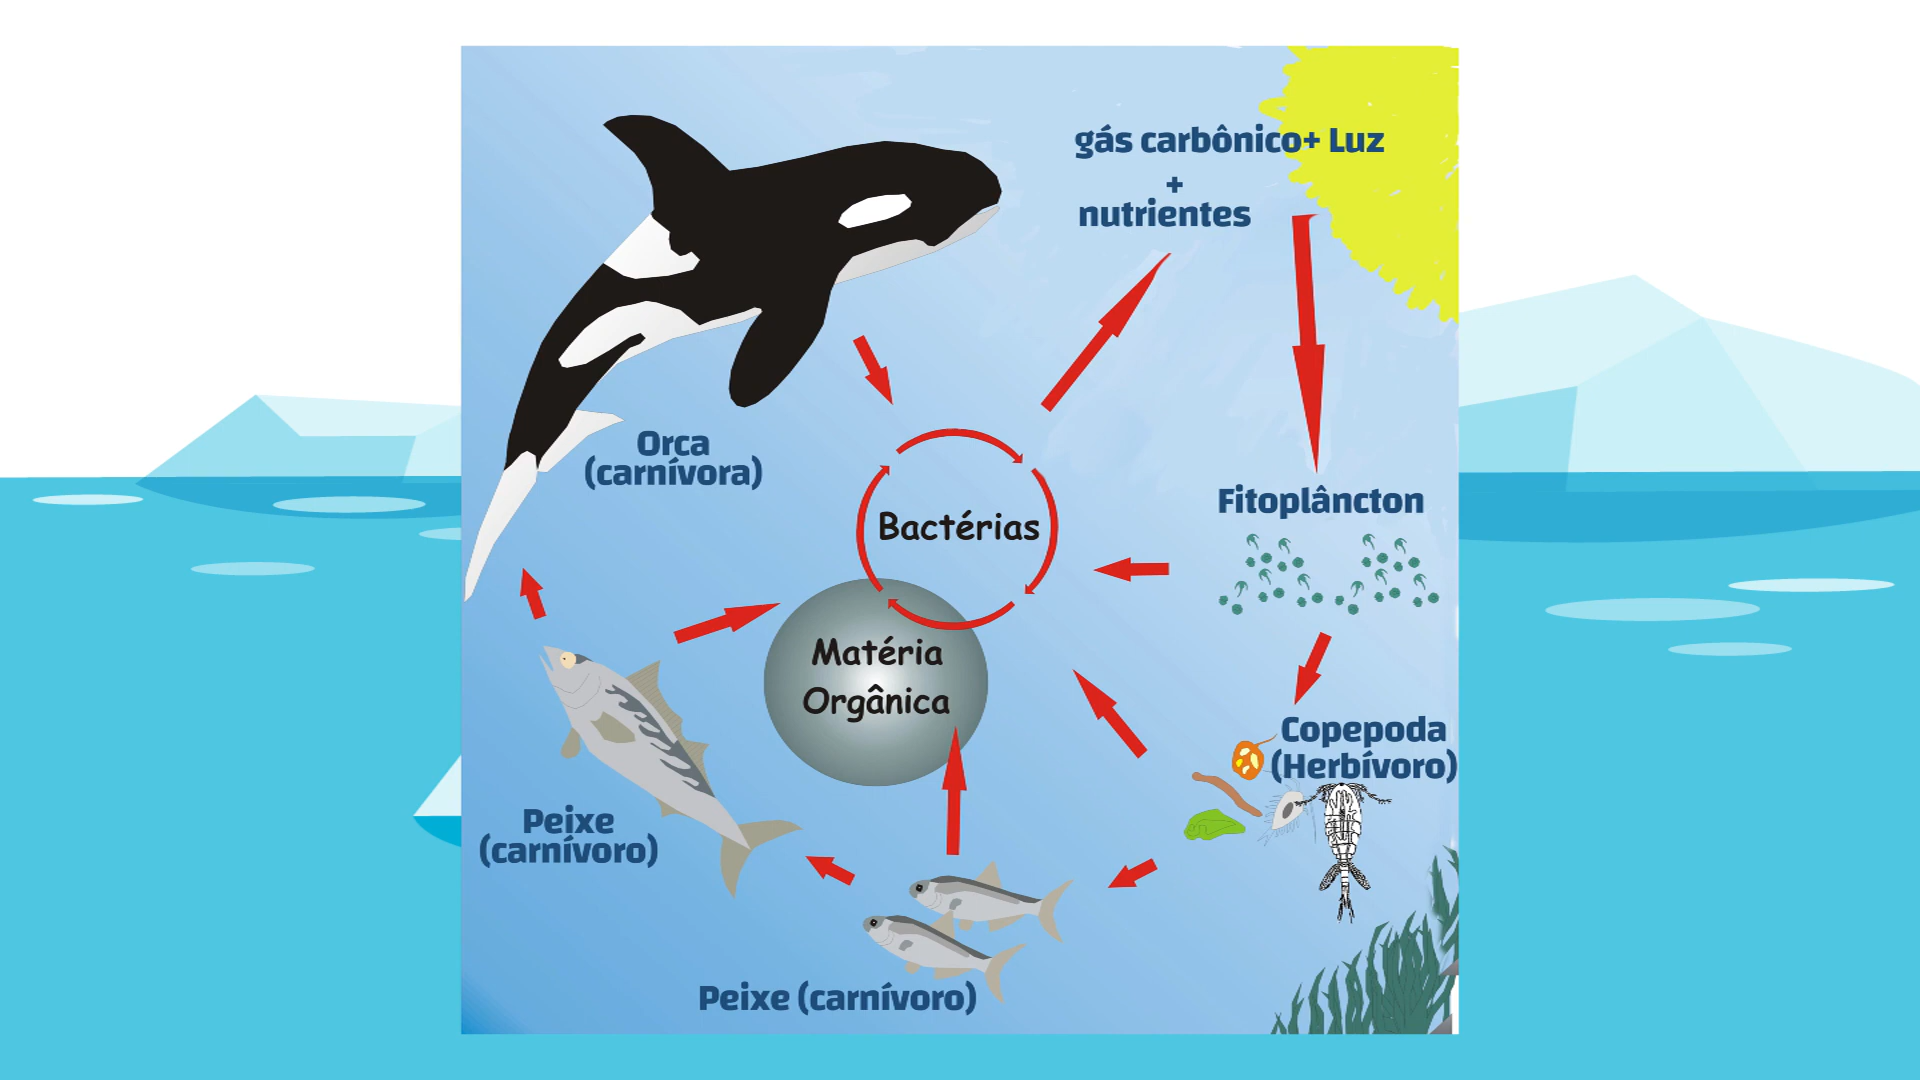 gás carbônico+ Luz
+
nutrientes
Orca
(carnívora)
Bactérias
Fitoplâncton
Matéria
Orgânica
Copepoda
(Herbívoro)
Peixe
(carnívoro)
Peixe (carnívoro)